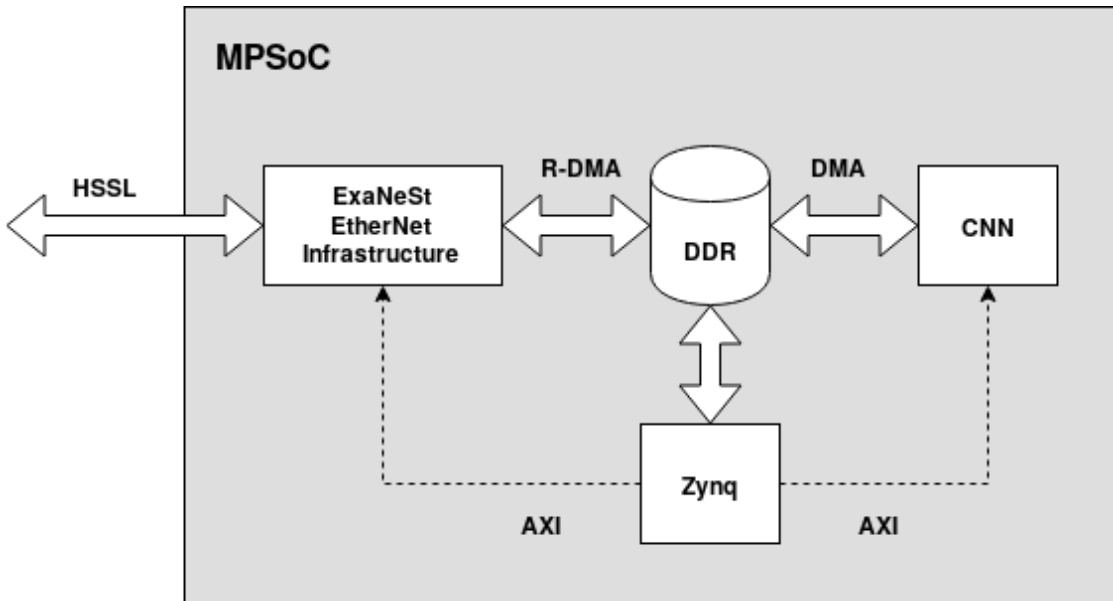 MPSoC
HSSL
R-DMA
DMA
ExaNeSt
EtherNet
Infrastructure
DDR
CNN
Zynq
AXI
AXI